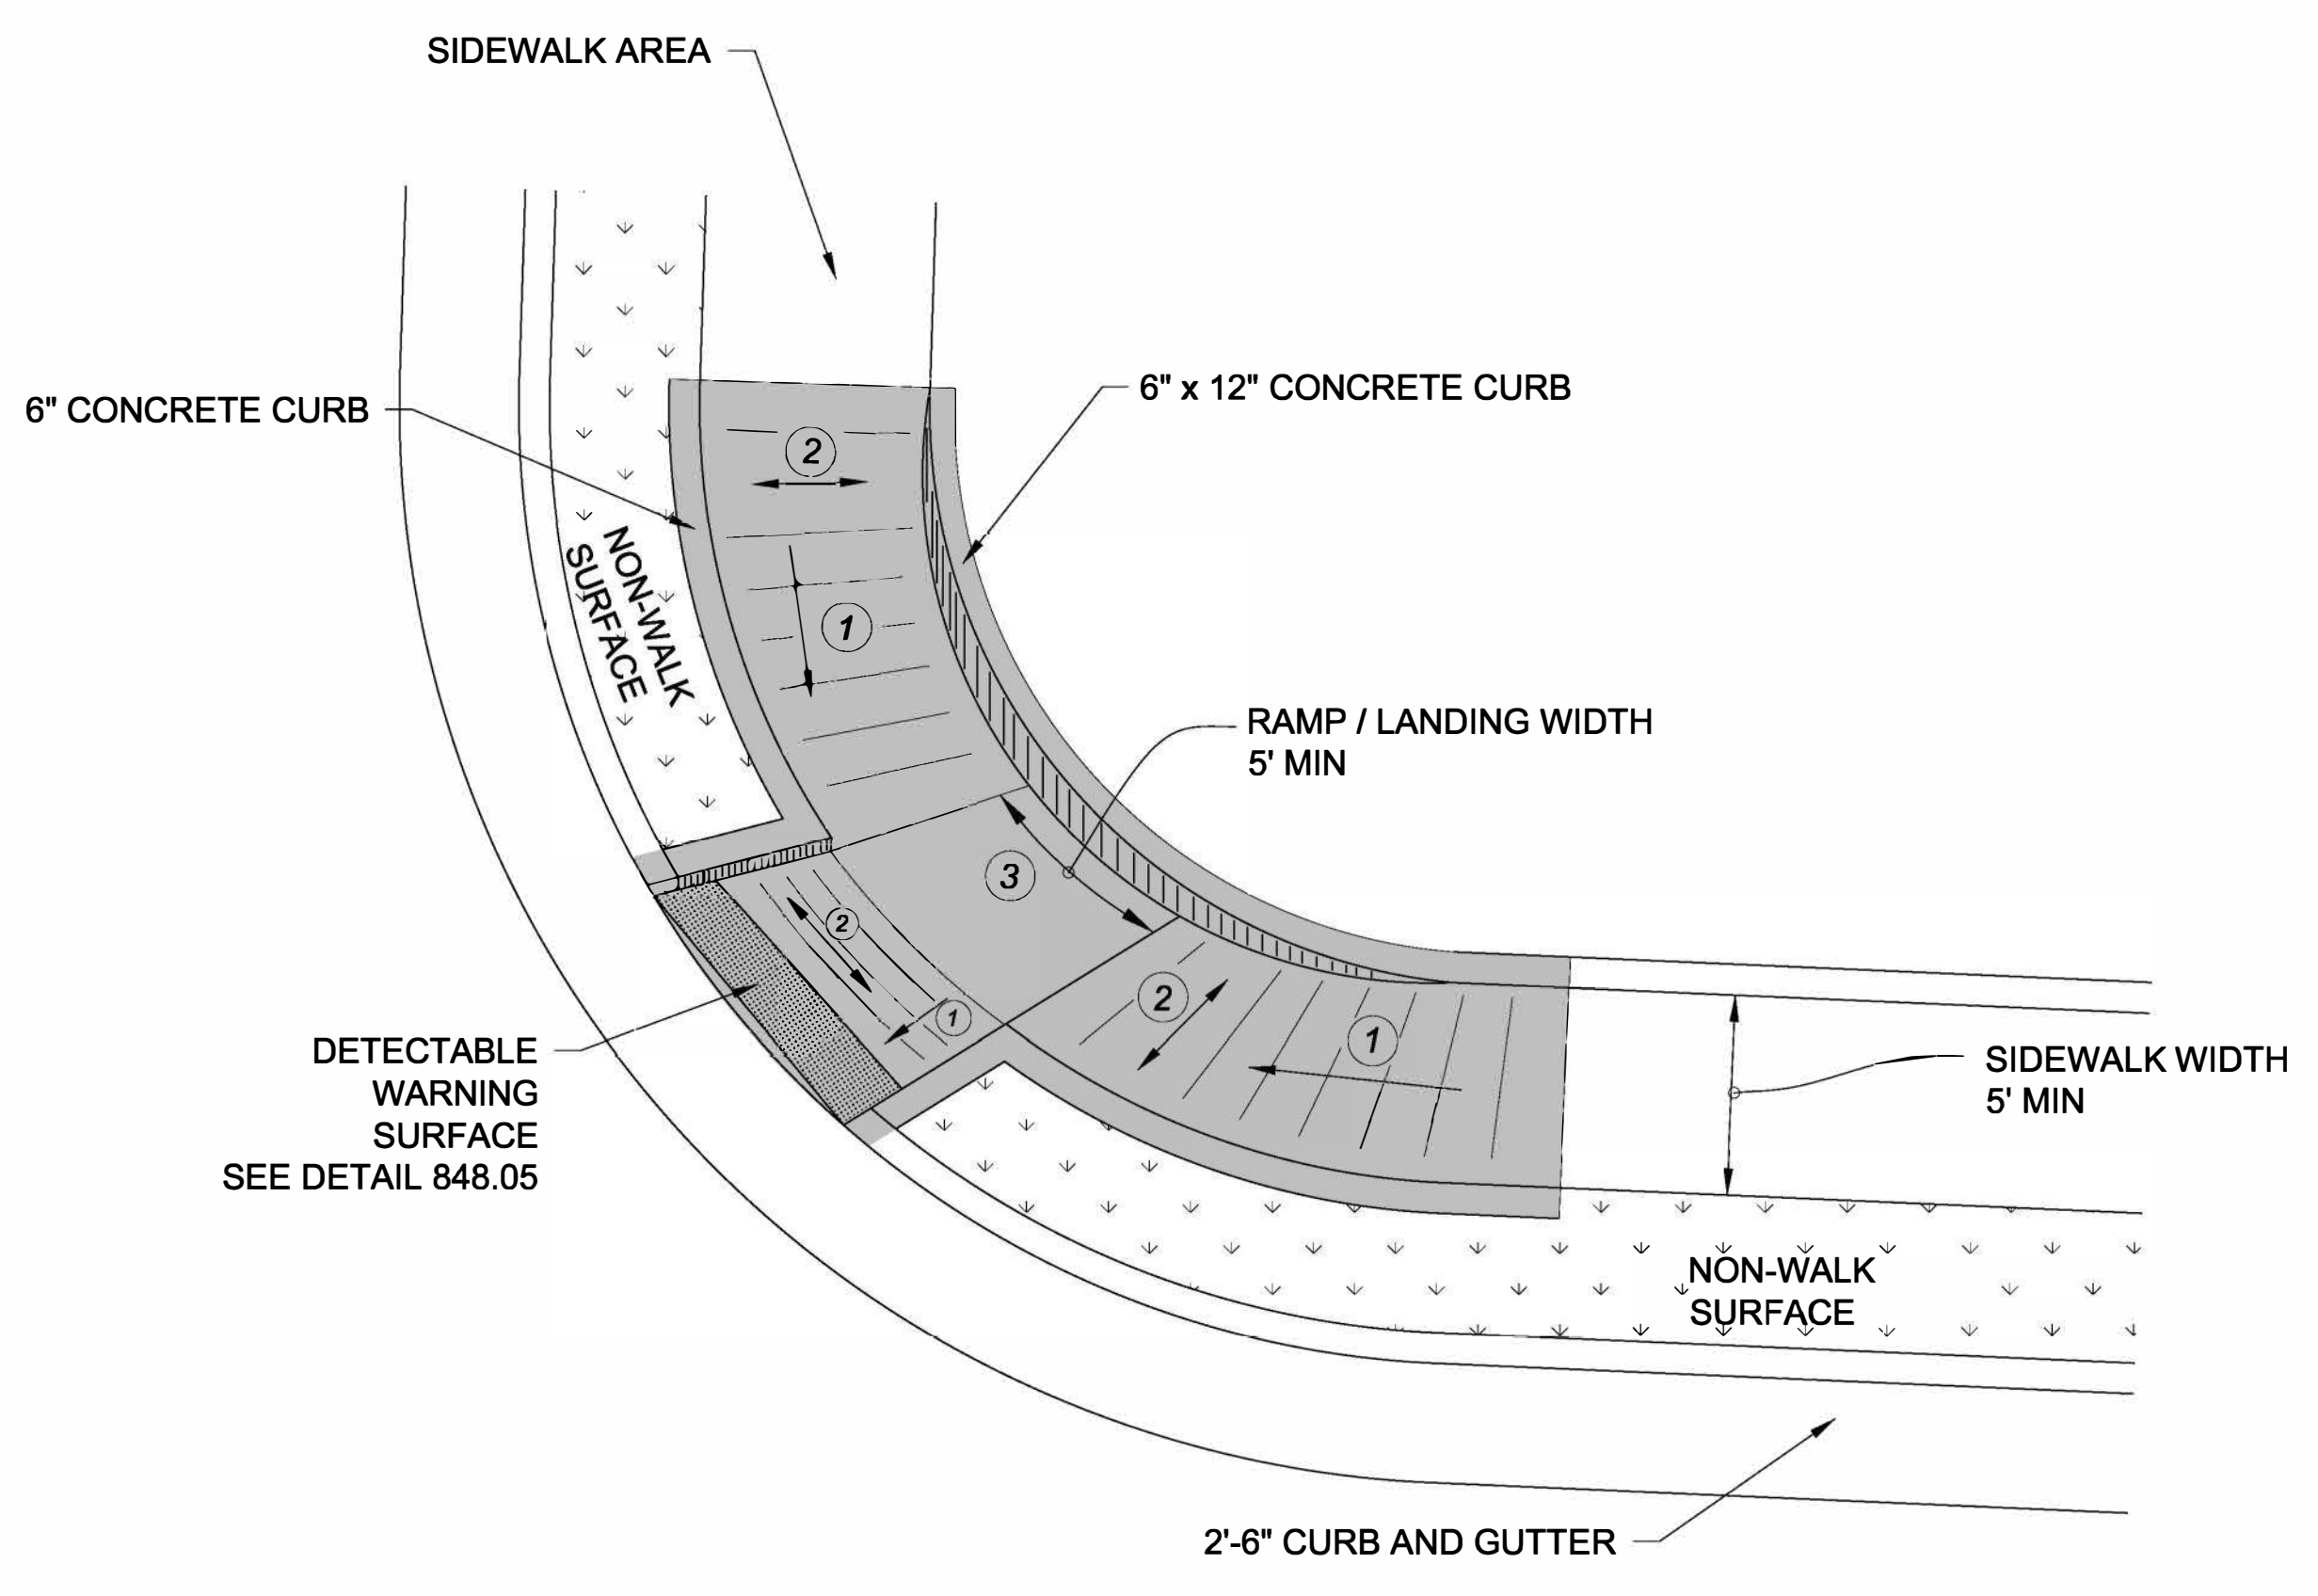 SIDEWALK AREA
6" CONCRETE CURB
6" x 12" CONCRETE CURB
2
NON-WALK
SURFACE
1
RAMP / LANDING WIDTH
5' MIN
3
2
1
2
1
DETECTABLE
WARNING
SURFACE
SEE DETAIL 848.05
SIDEWALK WIDTH
5' MIN
NON-WALK
SURFACE
2'-6" CURB AND GUTTER